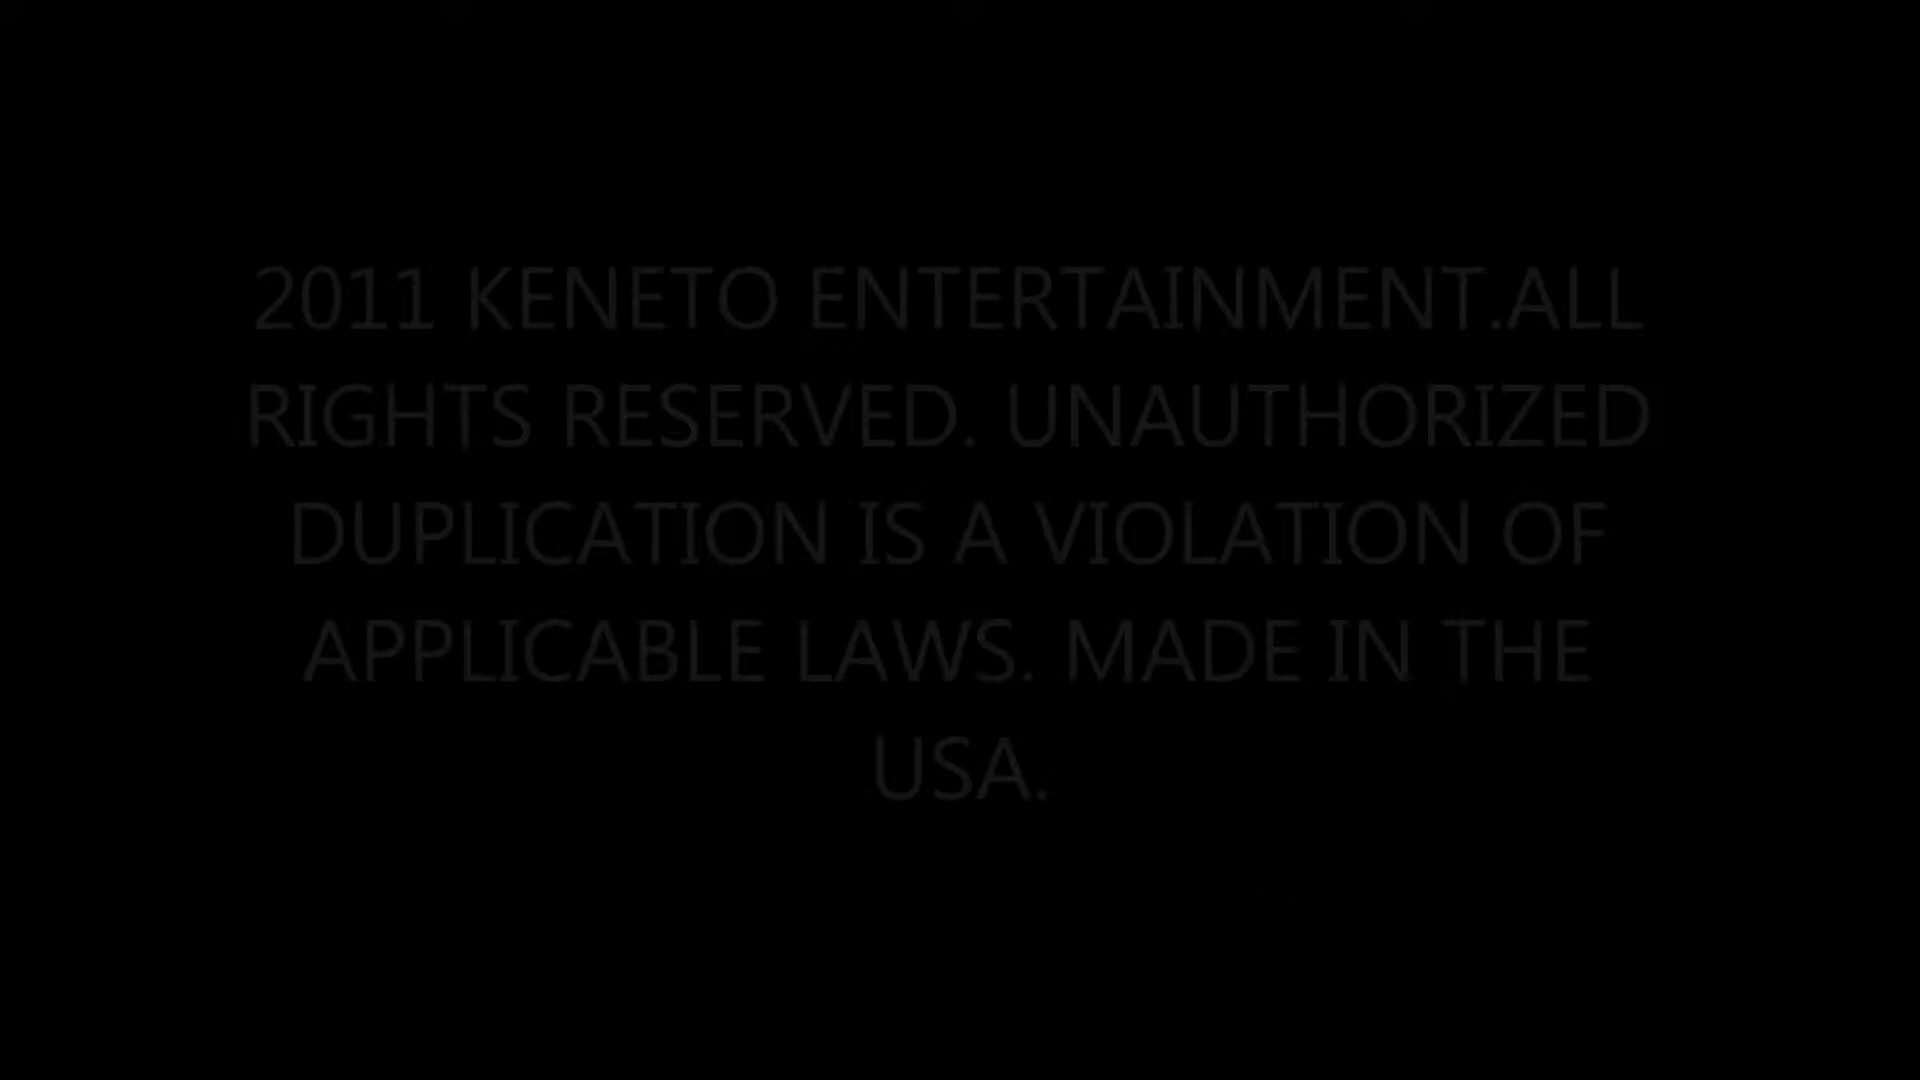 2011 KENETO ENTERTAINMENT.ALL
RIGHTS RESERVED. UNAUTHORIZED
DUPLICATION IS A VIOLATION OF
APPLICABLE LAWS. MADE IN THE
USA.